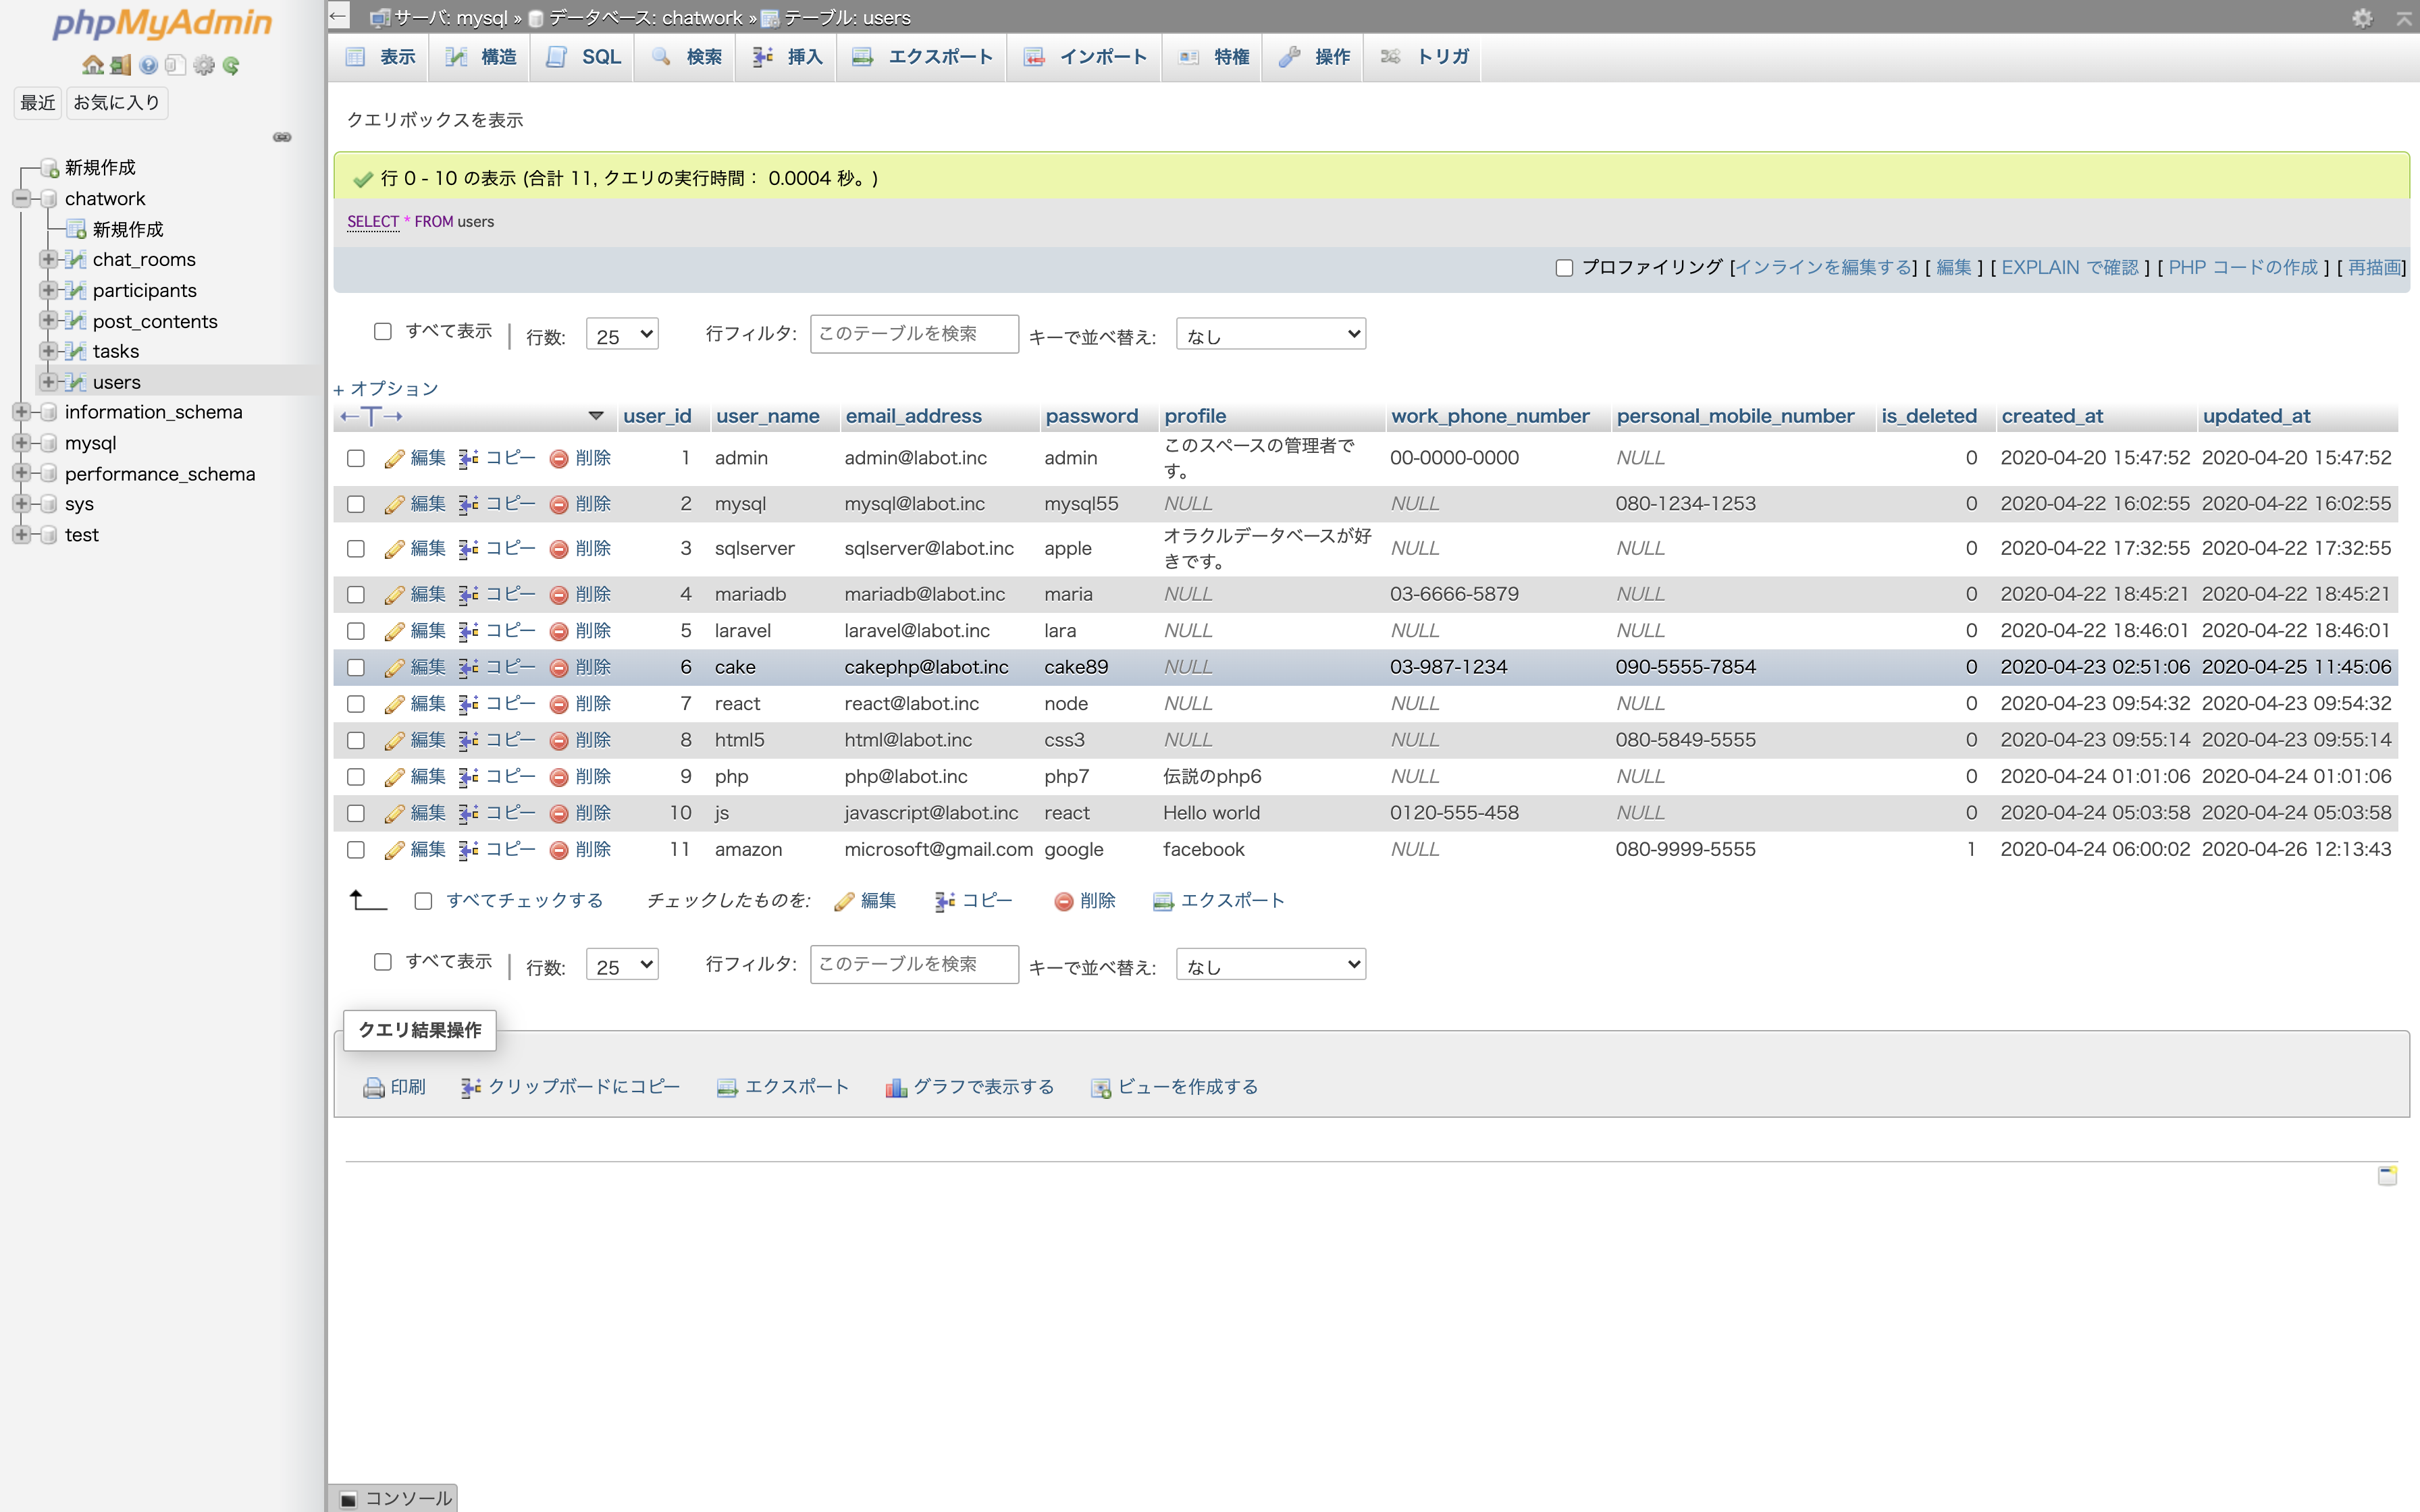 phpMyAdmin
最近 お気に入り
新規作成
chatwork
新規作成
chat_rooms
participants
post_contents
tasks
users
information_schema
mysql
performance_schema
sys
test
サーバ: mysql » データベース: chatwork » テーブル: users
表示 構造 SQL 検索 挿入 エクスポート インポート 特権 操作 トリガ
クエリボックスを表示
行 0 - 10 の表示 (合計 11, クエリの実行時間： 0.0004 秒。)
SELECT * FROM users
プロファイリング [インラインを編集する] [ 編集 ] [ EXPLAIN で確認 ] [ PHP コードの作成 ] [ 再描画]
すべて表示 | 行数: 25 行フィルタ: このテーブルを検索 キーで並べ替え: なし
+ オプション
←T→ user_id user_name email_address password profile work_phone_number personal_mobile_number is_deleted created_at updated_at
編集 コピー 削除 1 admin admin@labot.inc admin このスペースの管理者です。 00-0000-0000 NULL 0 2020-04-20 15:47:52 2020-04-20 15:47:52
編集 コピー 削除 2 mysql mysql@labot.inc mysql55 NULL NULL 080-1234-1253 0 2020-04-22 16:02:55 2020-04-22 16:02:55
編集 コピー 削除 3 sqlserver sqlserver@labot.inc apple オラクルデータベースが好きです。 NULL NULL 0 2020-04-22 17:32:55 2020-04-22 17:32:55
編集 コピー 削除 4 mariadb mariadb@labot.inc maria NULL 03-6666-5879 NULL 0 2020-04-22 18:45:21 2020-04-22 18:45:21
編集 コピー 削除 5 laravel laravel@labot.inc lara NULL NULL NULL 0 2020-04-22 18:46:01 2020-04-22 18:46:01
編集 コピー 削除 6 cake cakephp@labot.inc cake89 NULL 03-987-1234 090-5555-7854 0 2020-04-23 02:51:06 2020-04-25 11:45:06
編集 コピー 削除 7 react react@labot.inc node NULL NULL NULL 0 2020-04-23 09:54:32 2020-04-23 09:54:32
編集 コピー 削除 8 html5 html@labot.inc css3 NULL NULL 080-5849-5555 0 2020-04-23 09:55:14 2020-04-23 09:55:14
編集 コピー 削除 9 php php@labot.inc php7 伝説のphp6 NULL NULL 0 2020-04-24 01:01:06 2020-04-24 01:01:06
編集 コピー 削除 10 js javascript@labot.inc react Hello world 0120-555-458 NULL 0 2020-04-24 05:03:58 2020-04-24 05:03:58
編集 コピー 削除 11 amazon microsoft@gmail.com google facebook NULL 080-9999-5555 1 2020-04-24 06:00:02 2020-04-26 12:13:43
すべてチェックする チェックしたものを: 編集 コピー 削除 エクスポート
すべて表示 | 行数: 25 行フィルタ: このテーブルを検索 キーで並べ替え: なし
クエリ結果操作
印刷 クリップボードにコピー エクスポート グラフで表示する ビューを作成する
コンソール